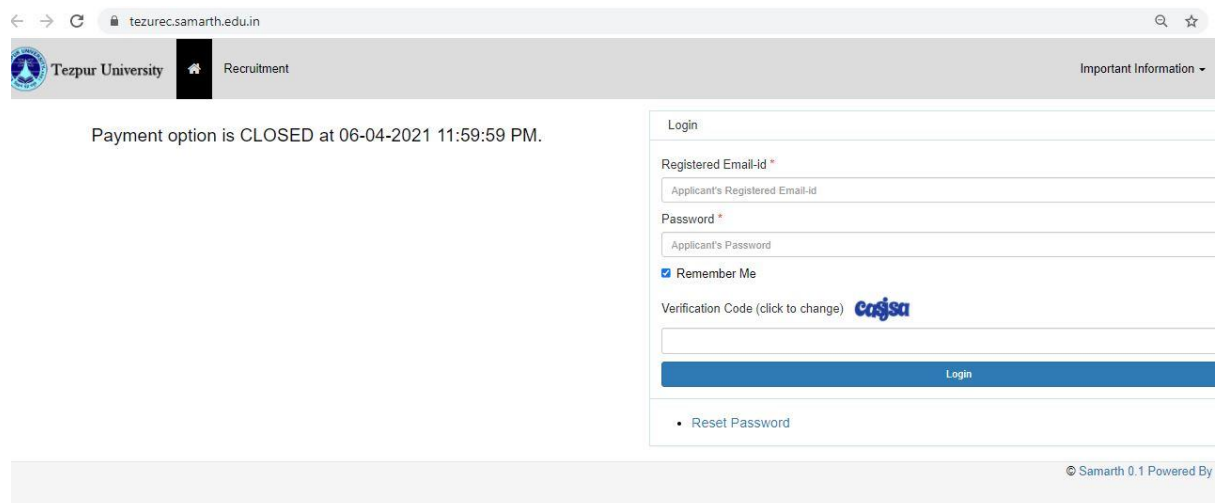 tezurec.samarth.edu.in
Tezpur University
Recruitment
Important Information
Payment option is CLOSED at 06-04-2021 11:59:59 PM.
Login
Registered Email-id *
Applicant's Registered Email-id
Password *
Applicant's Password
Remember Me
Verification Code (click to change) casjsa
Login
Reset Password
© Samarth 0.1 Powered By